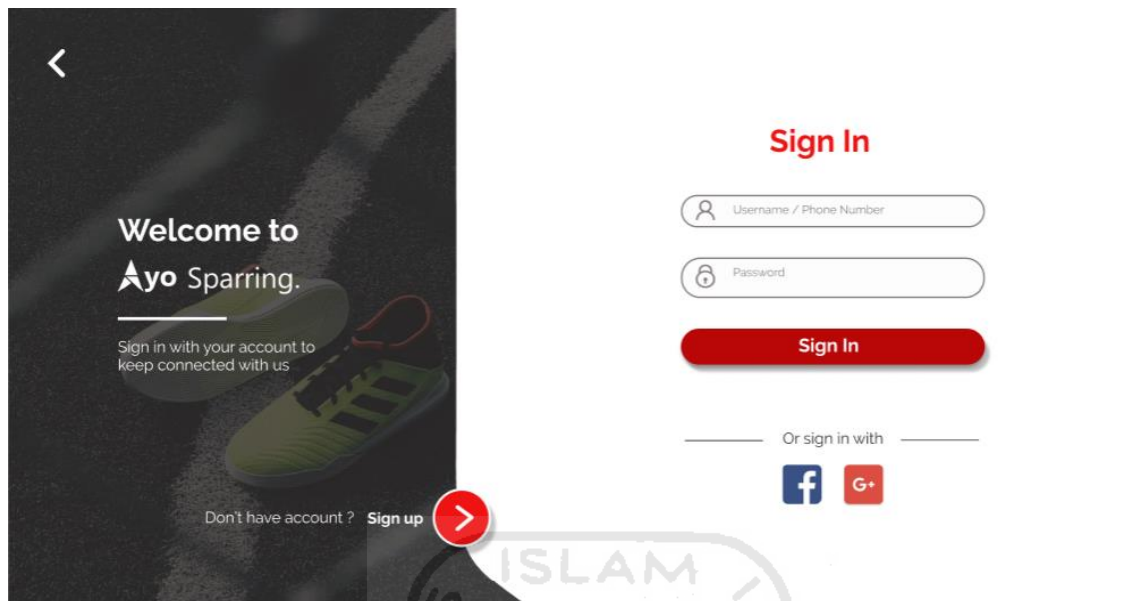 Welcome to
Ayo Sparring.
Sign in with your account to
keep connected with us
Don't have account ? Sign up
Sign In
Username / Phone Number
Password
Sign In
Or sign in with
f G+
ISLAM